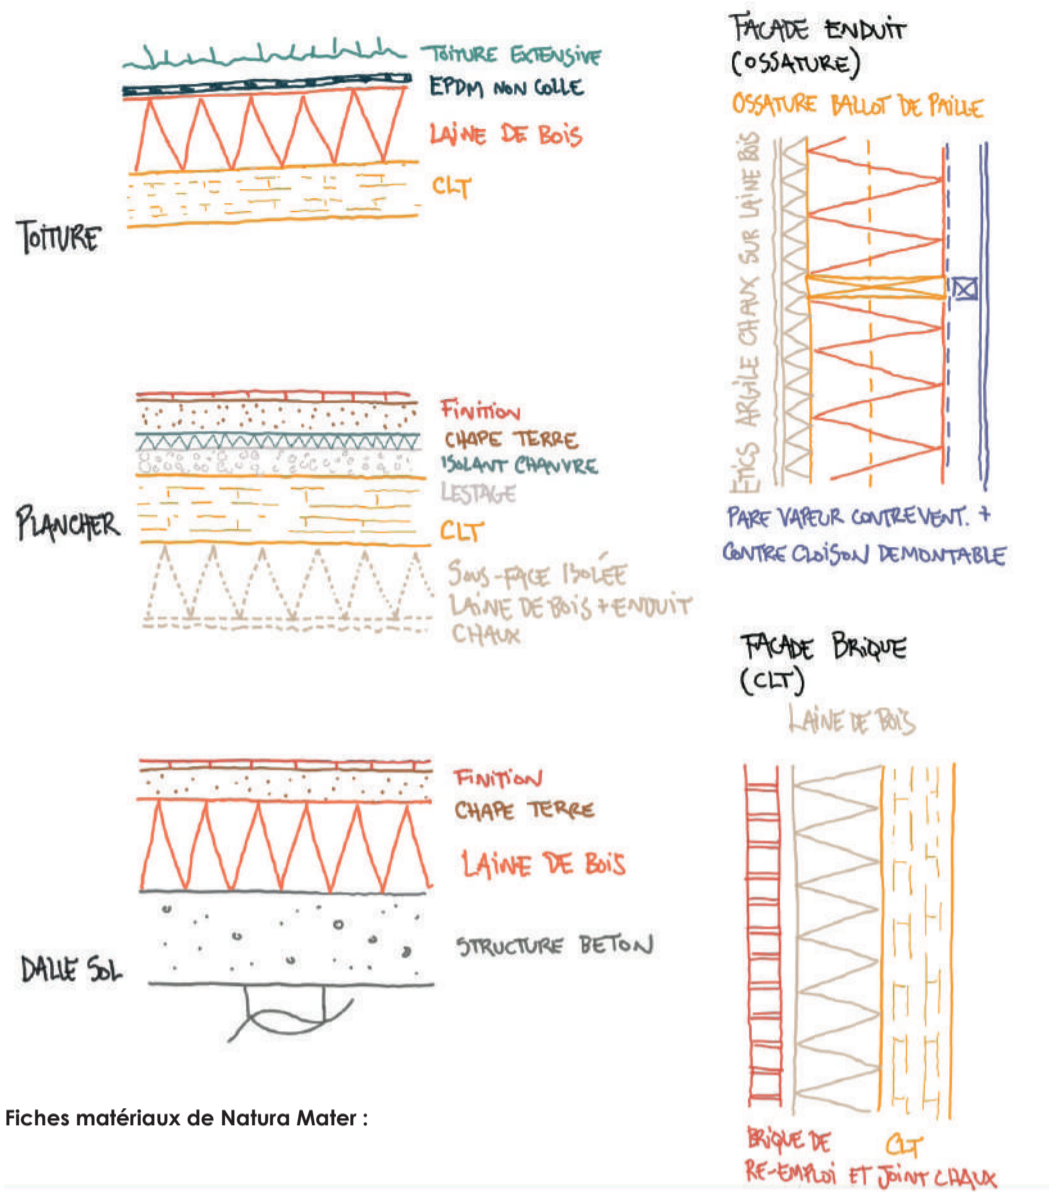 TOITURE EXTENSIVE
EPDM NON COLLE
LAINE DE BOIS
CLT
TOITURE
FINITION
CHAPE TERRE
ISOLANT CHANVRE
LESTAGE
CLT
PLANCHER
SOUS-FACE ISOLÉE
LAINE DE BOIS + ENDUIT
CHAUX
FINITION
CHAPE TERRE
LAINE DE BOIS
STRUCTURE BETON
DALLE SOL
Fiches matériaux de Natura Mater :
FACADE ENDUIT
(OSSATURE)
OSSATURE BALLOT DE PAILLE
ETICS ARGILE CHAUX SUR LAINE BOIS
PARE VAPEUR CONTREVENT. +
CONTRE CLOISON DEMONTABLE
FACADE BRIQUE
(CLT)
LAINE DE BOIS
BRIQUE DE
RE-EMPLOI ET JOINT CHAUX
CLT